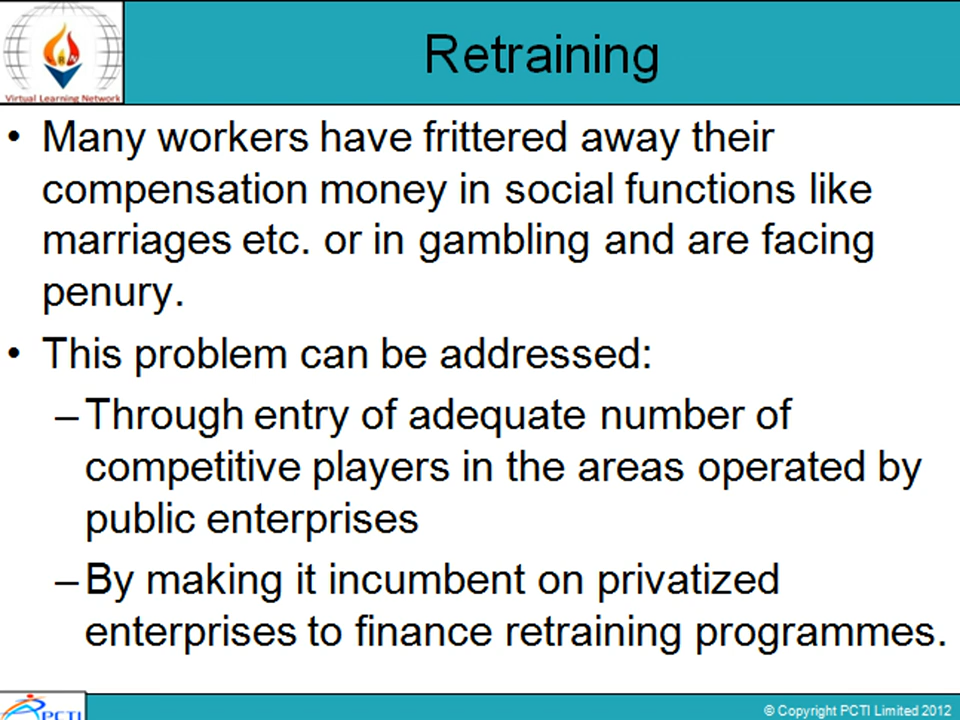 Retraining
Virtual Learning Network
• Many workers have frittered away their
compensation money in social functions like
marriages etc. or in gambling and are facing
penury.
• This problem can be addressed:
– Through entry of adequate number of
competitive players in the areas operated by
public enterprises
– By making it incumbent on privatized
enterprises to finance retraining programmes.
PCTI
© Copyright PCTI Limited 2012